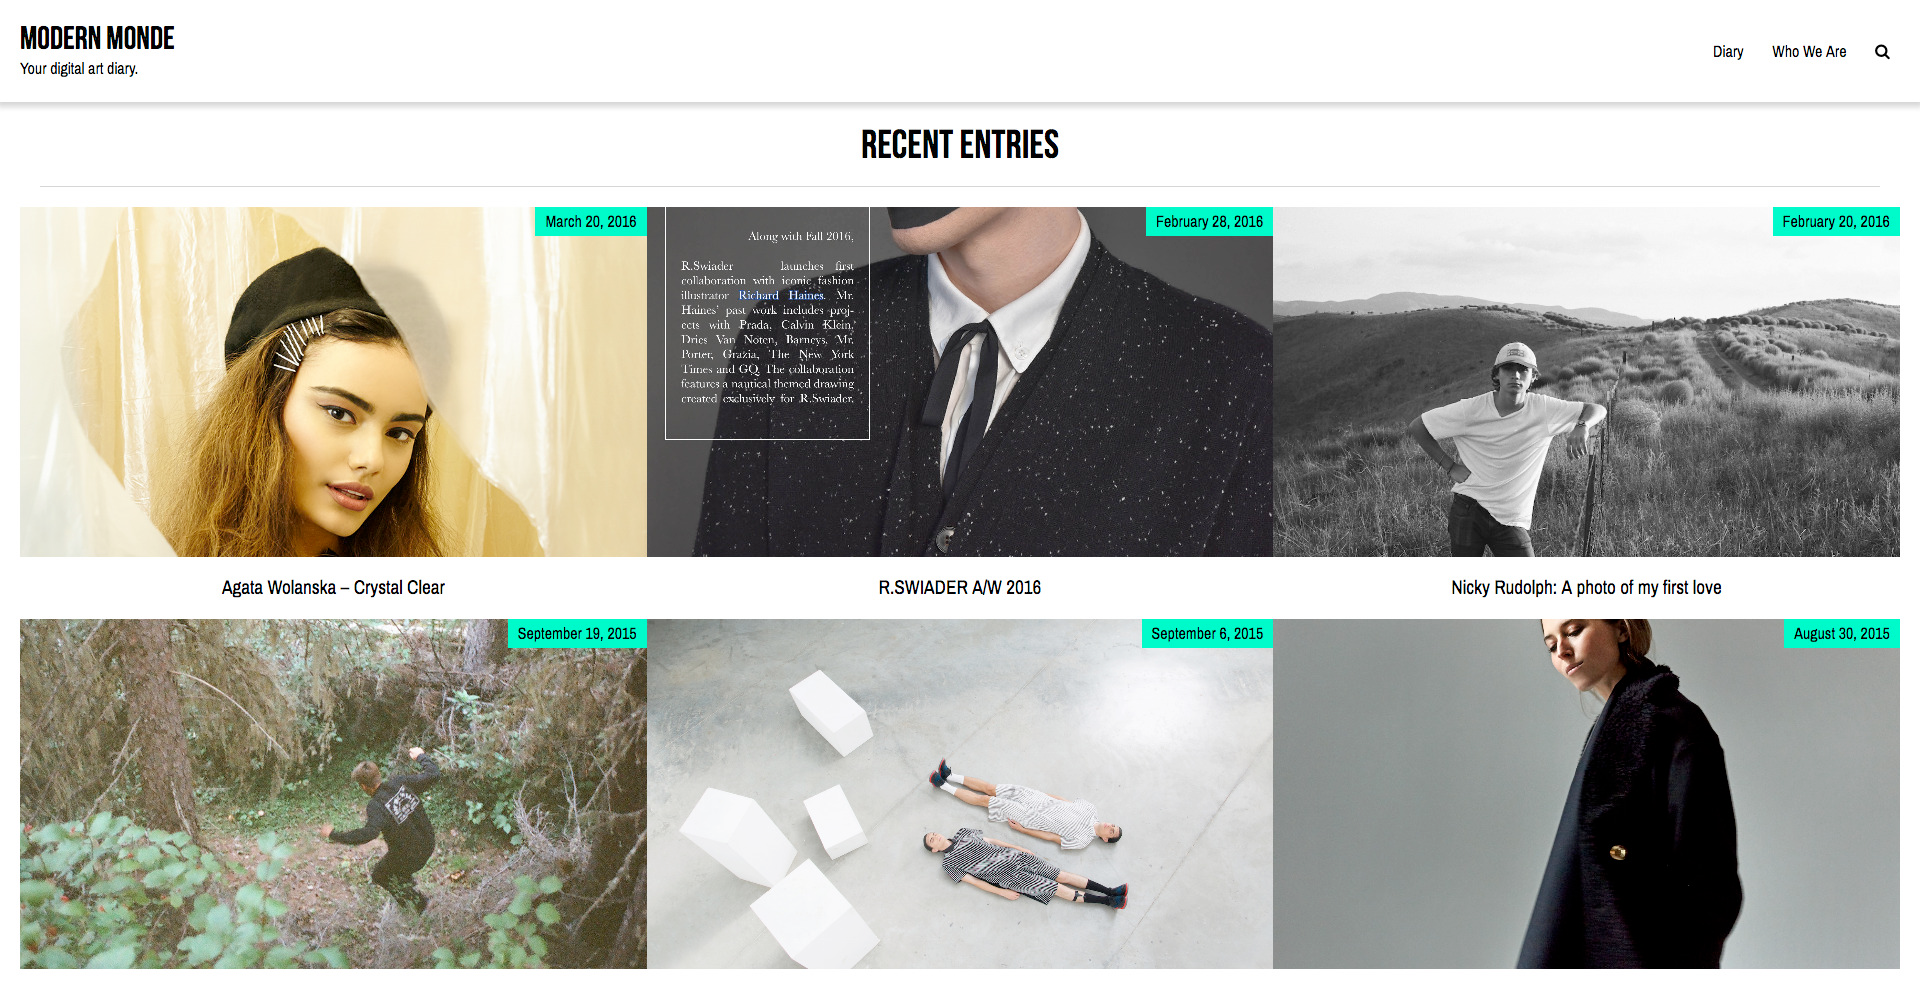 MODERN MONDE
Your digital art diary.
Diary
Who We Are
RECENT ENTRIES
March 20, 2016
Along with Fall 2016,
R.Swiader launches first
collaboration with iconic fashion
illustrator Richard Haines. Mr.
Haines' past work includes proj-
ects with Prada, Calvin Klein,
Dries Van Noten, Barneys, Mr.
Porter, Grazia, The New York
Times and GQ. The collaboration
features a nautical themed drawing
created exclusively for R.Swiader.
February 28, 2016
February 20, 2016
Agata Wolanska – Crystal Clear
R.SWIADER A/W 2016
Nicky Rudolph: A photo of my first love
September 19, 2015
September 6, 2015
August 30, 2015